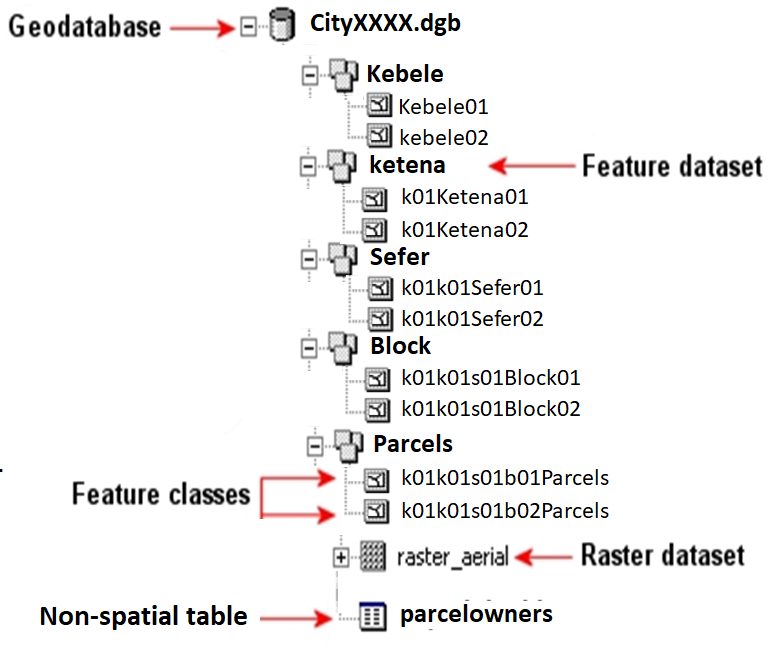 Geodatabase CityXXXX.dgb
Kebele
Kebele01
kebele02
ketena Feature dataset
k01Ketena01
k01Ketena02
Sefer
k01k01Sefer01
k01k01Sefer02
Block
k01k01s01Block01
k01k01s01Block02
Parcels
k01k01s01b01Parcels
Feature classes
k01k01s01b02Parcels
raster_aerial Raster dataset
Non-spatial table parcelowners